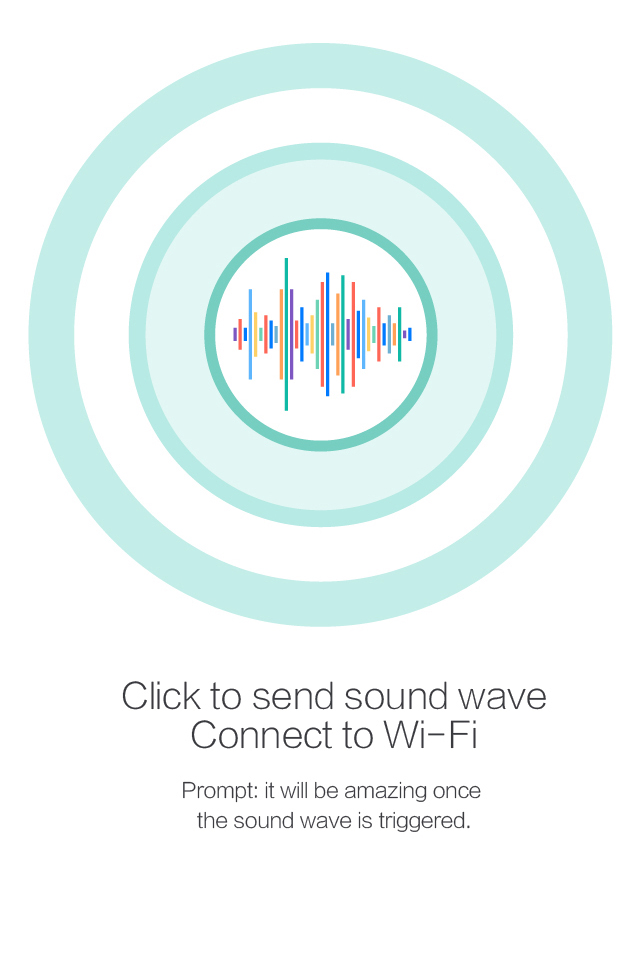 Click to send sound wave
Connect to Wi-Fi
Prompt: it will be amazing once
the sound wave is triggered.